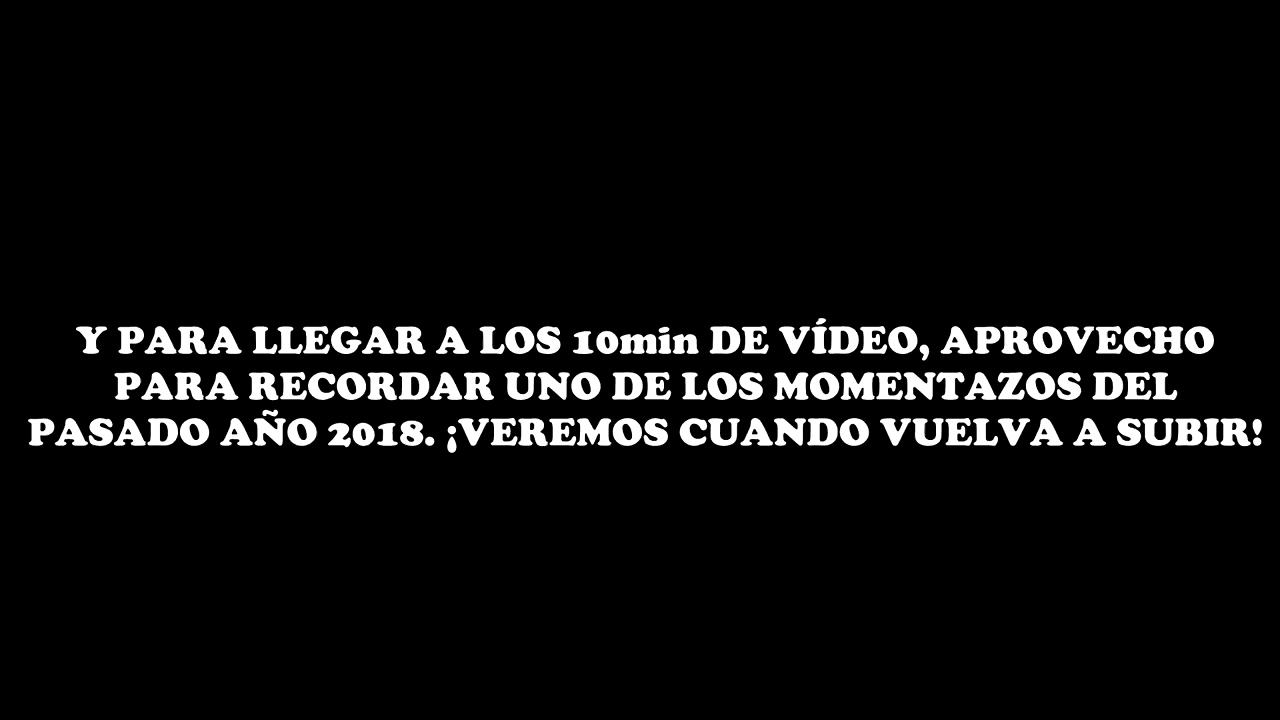 Y PARA LLEGAR A LOS 10min DE VÍDEO, APROVECHO
PARA RECORDAR UNO DE LOS MOMENTAZOS DEL
PASADO AÑO 2018. ¡VEREMOS CUANDO VUELVA A SUBIR!